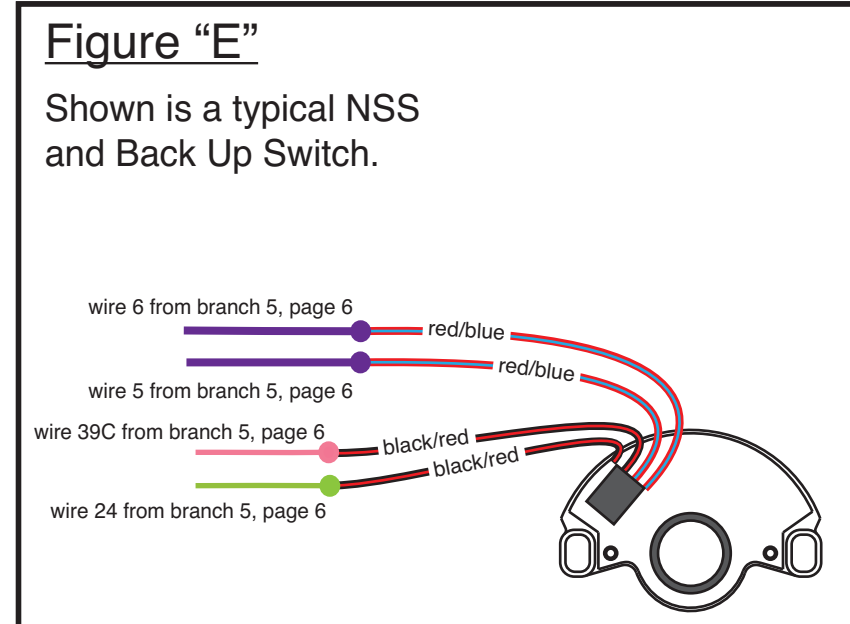 Figure “E”
Shown is a typical NSS
and Back Up Switch.
wire 6 from branch 5, page 6
red/blue
red/blue
wire 5 from branch 5, page 6
wire 39C from branch 5, page 6
black/red
black/red
wire 24 from branch 5, page 6